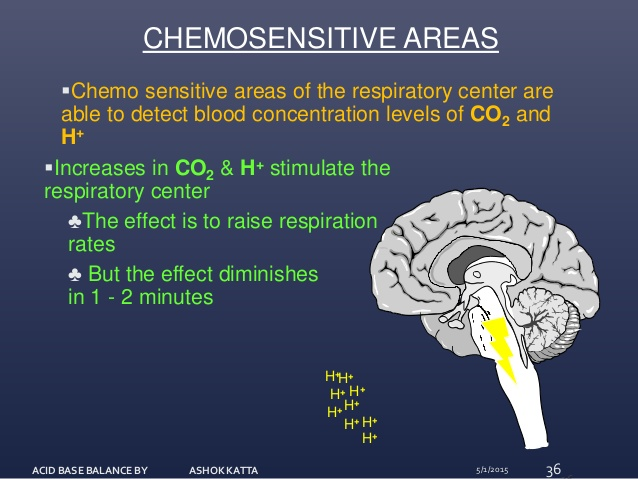 CHEMOSENSITIVE AREAS
▪Chemo sensitive areas of the respiratory center are
able to detect blood concentration levels of CO₂ and
H⁺
▪Increases in CO₂ & H⁺ stimulate the
respiratory center
♣The effect is to raise respiration
rates
♣ But the effect diminishes
in 1 - 2 minutes
H⁺H⁺
H⁺ H⁺
H⁺ H⁺
H⁺ H⁺
H⁺
ACID BASE BALANCE BY ASHOK KATTA 5/1/2015 36